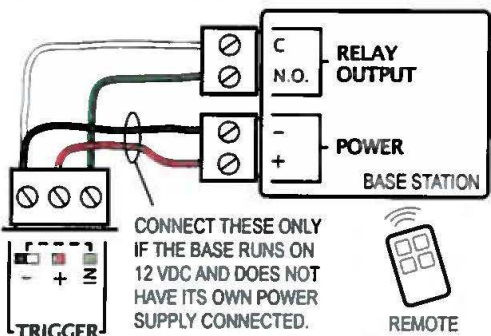 C
N.O.
RELAY
OUTPUT
-
+
POWER
BASE STATION
CONNECT THESE ONLY
IF THE BASE RUNS ON
12 VDC AND DOES NOT
HAVE ITS OWN POWER
SUPPLY CONNECTED.
- + IN
TRIGGER
REMOTE